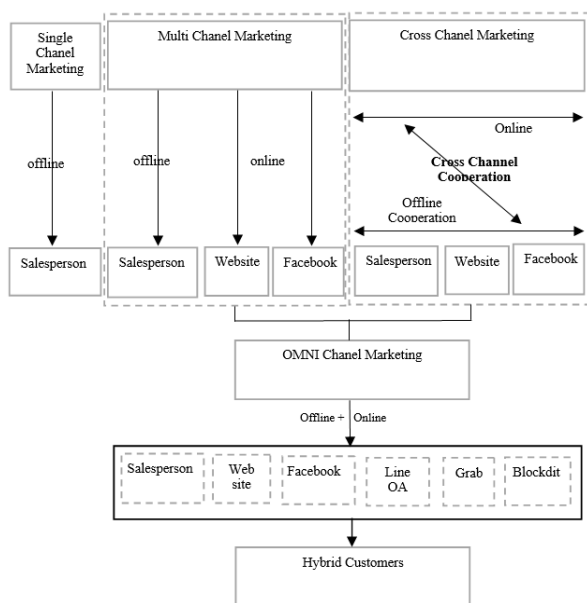 Single
Chanel
Marketing
Multi Chanel Marketing
Cross Chanel Marketing
offline
offline
online
Online
Cross Channel
Cooperation
Offline
Cooperation
Salesperson
Salesperson
Website
Facebook
Salesperson
Website
Facebook
OMNI Chanel Marketing
Offline + Online
Salesperson
Web
site
Facebook
Line
OA
Grab
Blockdit
Hybrid Customers